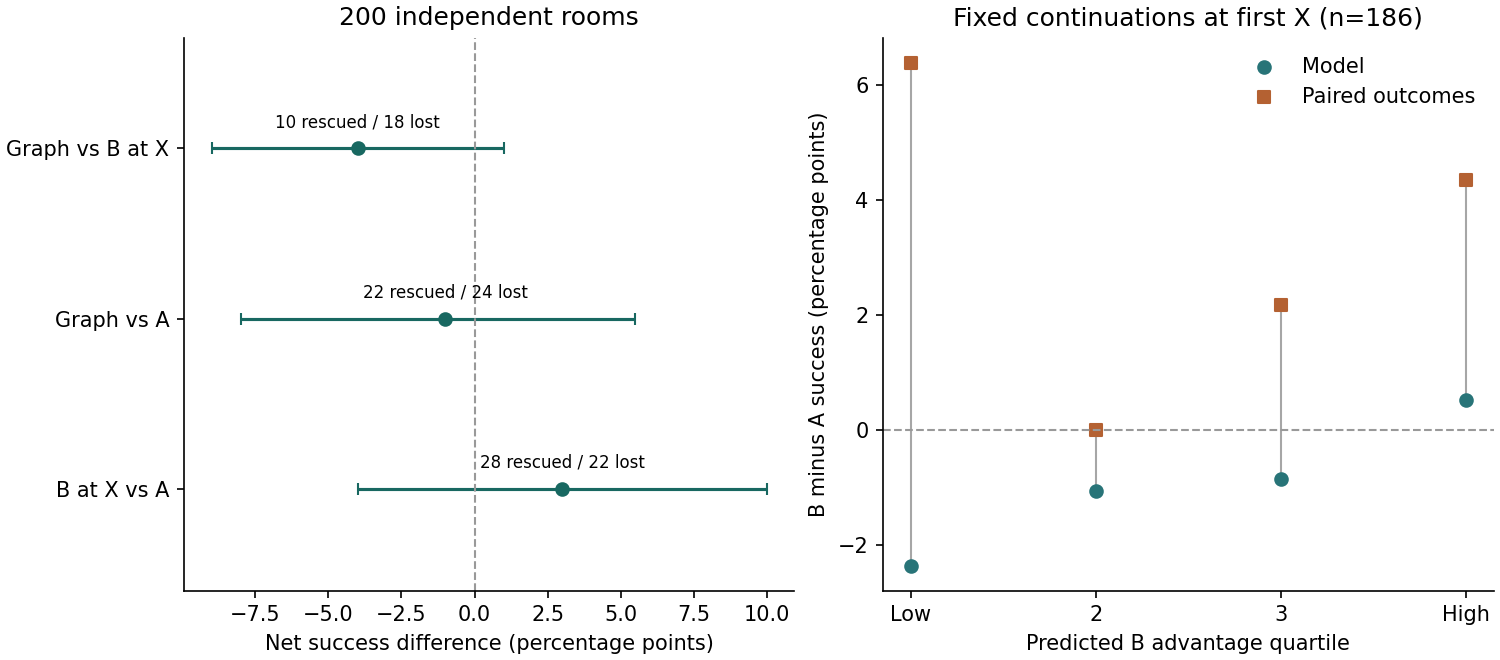 200 independent rooms
10 rescued / 18 lost
Graph vs B at X
22 rescued / 24 lost
Graph vs A
28 rescued / 22 lost
B at X vs A
−7.5 −5.0 −2.5 0.0 2.5 5.0 7.5 10.0
Net success difference (percentage points)
Fixed continuations at first X (n=186)
Model
Paired outcomes
B minus A success (percentage points)
6
4
2
0
−2
Low 2 3 High
Predicted B advantage quartile